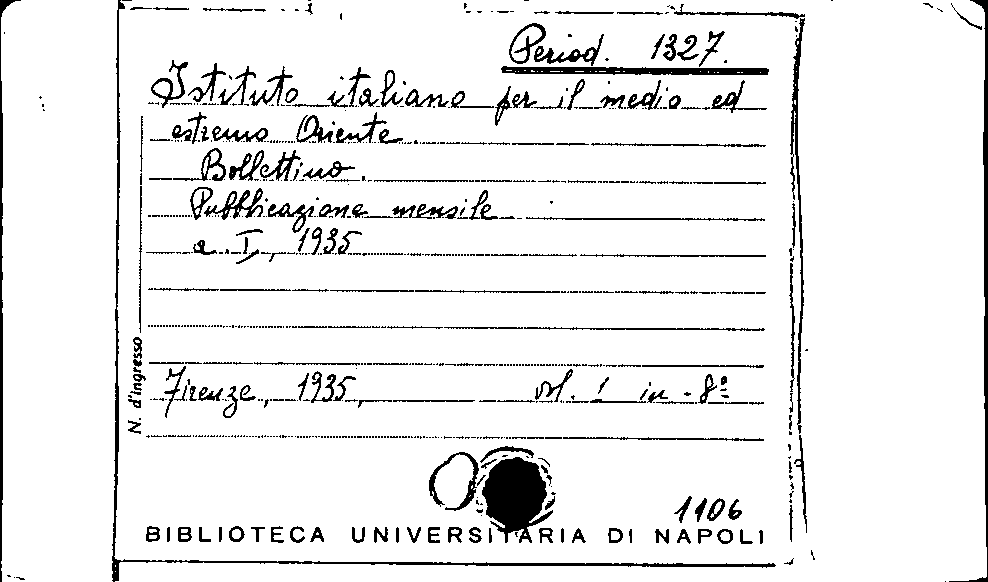 Period. 1327.
Istituto italiano per il medio ed
estremo Oriente.
Bollettino.
Pubblicazione mensile
a. I, 1935
N. d'ingresso
Firenze, 1935, vol. 1 in-8º
1106
BIBLIOTECA UNIVERSITARIA DI NAPOLI